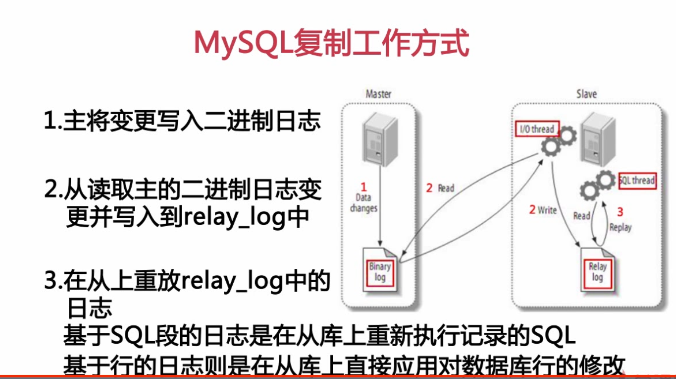 MySQL复制工作方式
1.主将变更写入二进制日志
2.从读取主的二进制日志变
更并写入到relay_log中
3.在从上重放relay_log中的
日志
基于SQL段的日志是在从库上重新执行记录的SQL
基于行的日志则是在从库上直接应用对数据库行的修改
Master
Slave
I/O thread
SQL thread
1
Data
changes
2 Read
2 Write
Read
3
Replay
Binary
log
Relay
log